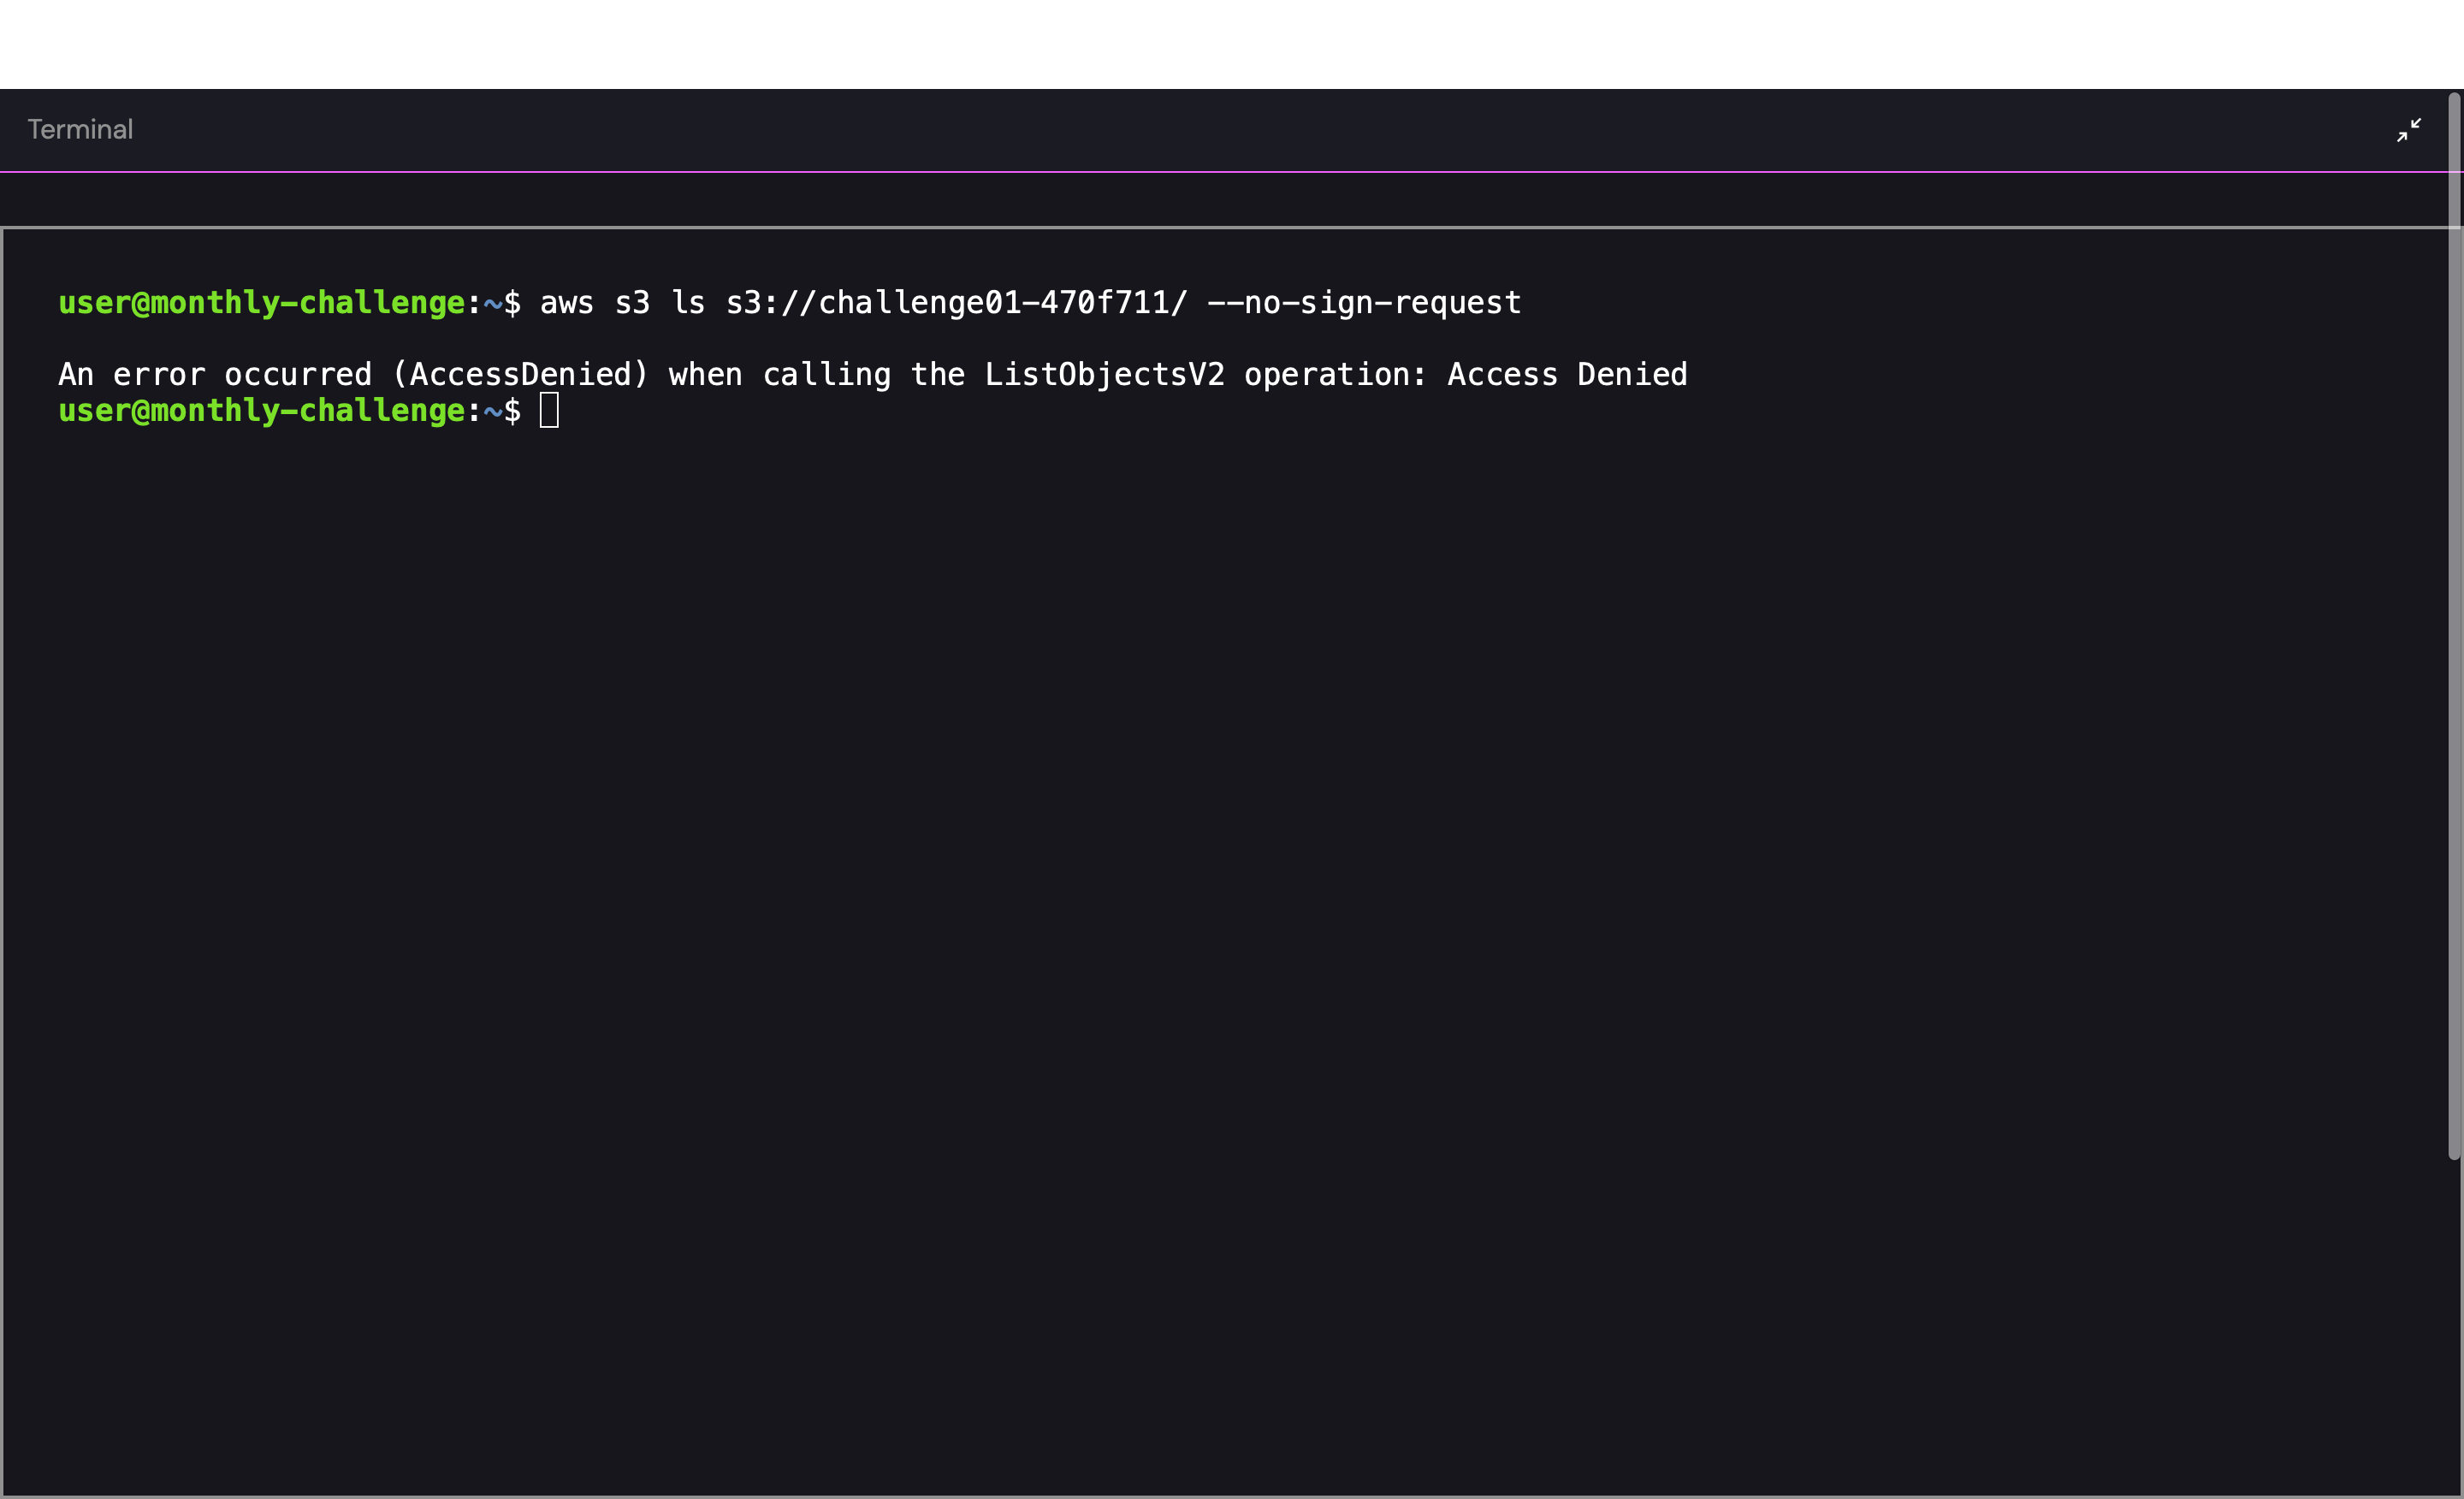 Terminal
user@monthly-challenge:~$ aws s3 ls s3://challenge01-470f711/ --no-sign-request
An error occurred (AccessDenied) when calling the ListObjectsV2 operation: Access Denied
user@monthly-challenge:~$